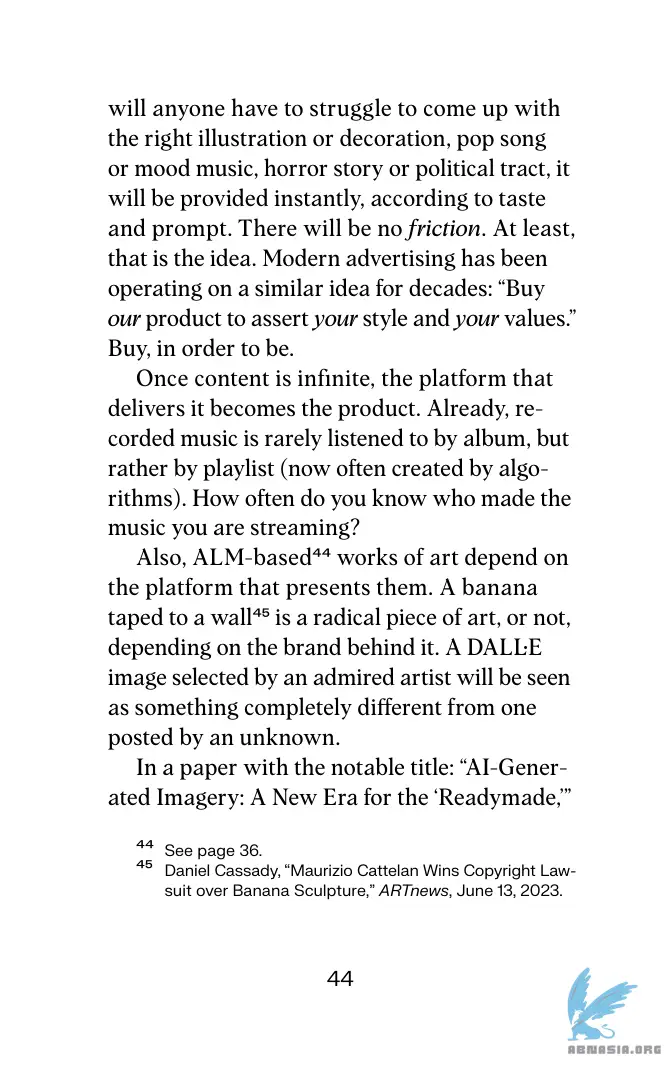 will anyone have to struggle to come up with
the right illustration or decoration, pop song
or mood music, horror story or political tract, it
will be provided instantly, according to taste
and prompt. There will be no friction. At least,
that is the idea. Modern advertising has been
operating on a similar idea for decades: “Buy
our product to assert your style and your values.”
Buy, in order to be.
Once content is infinite, the platform that
delivers it becomes the product. Already, re-
corded music is rarely listened to by album, but
rather by playlist (now often created by algo-
rithms). How often do you know who made the
music you are streaming?
Also, ALM-based⁴⁴ works of art depend on
the platform that presents them. A banana
taped to a wall⁴⁵ is a radical piece of art, or not,
depending on the brand behind it. A DALL·E
image selected by an admired artist will be seen
as something completely different from one
posted by an unknown.
In a paper with the notable title: “AI-Gener-
ated Imagery: A New Era for the ‘Readymade,’”
⁴⁴ See page 36.
⁴⁵ Daniel Cassady, “Maurizio Cattelan Wins Copyright Law-
suit over Banana Sculpture,” ARTnews, June 13, 2023.
44
ABNASIA.ORG